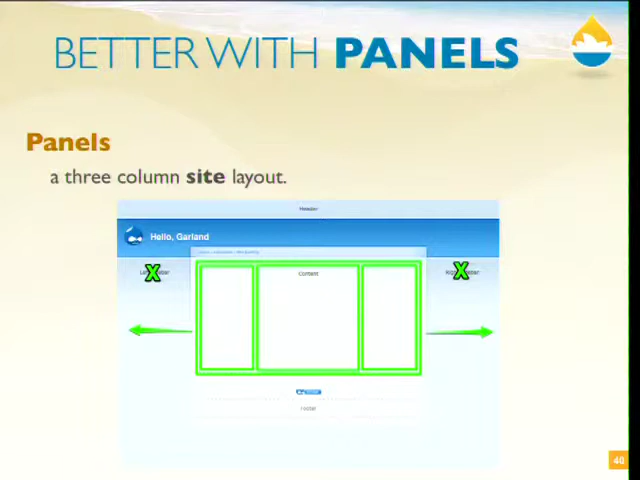 BETTER WITH PANELS
Panels
a three column site layout.
Header
Hello, Garland
Content
Footer
40